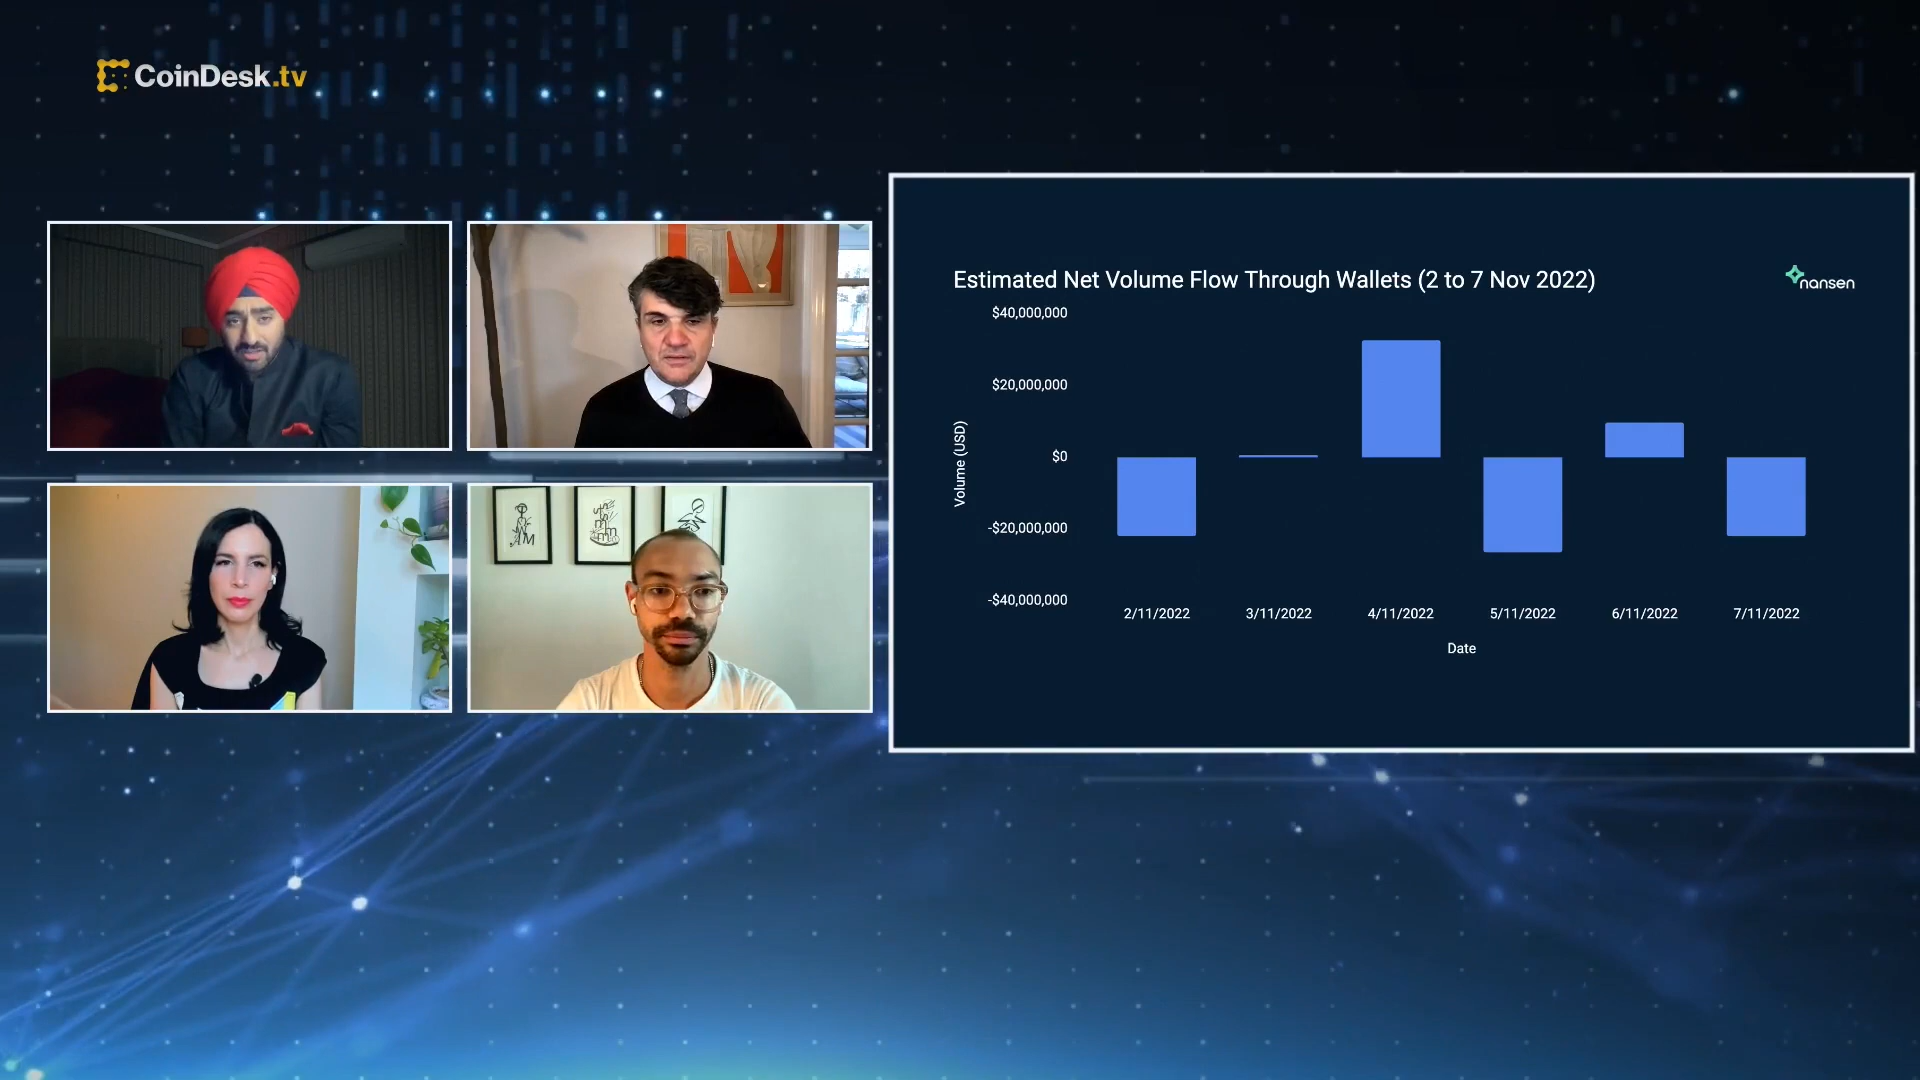 CoinDesk.tv
Estimated Net Volume Flow Through Wallets (2 to 7 Nov 2022)
nansen
$40,000,000
$20,000,000
$0
-$20,000,000
-$40,000,000
Volume (USD)
2/11/2022 3/11/2022 4/11/2022 5/11/2022 6/11/2022 7/11/2022
Date